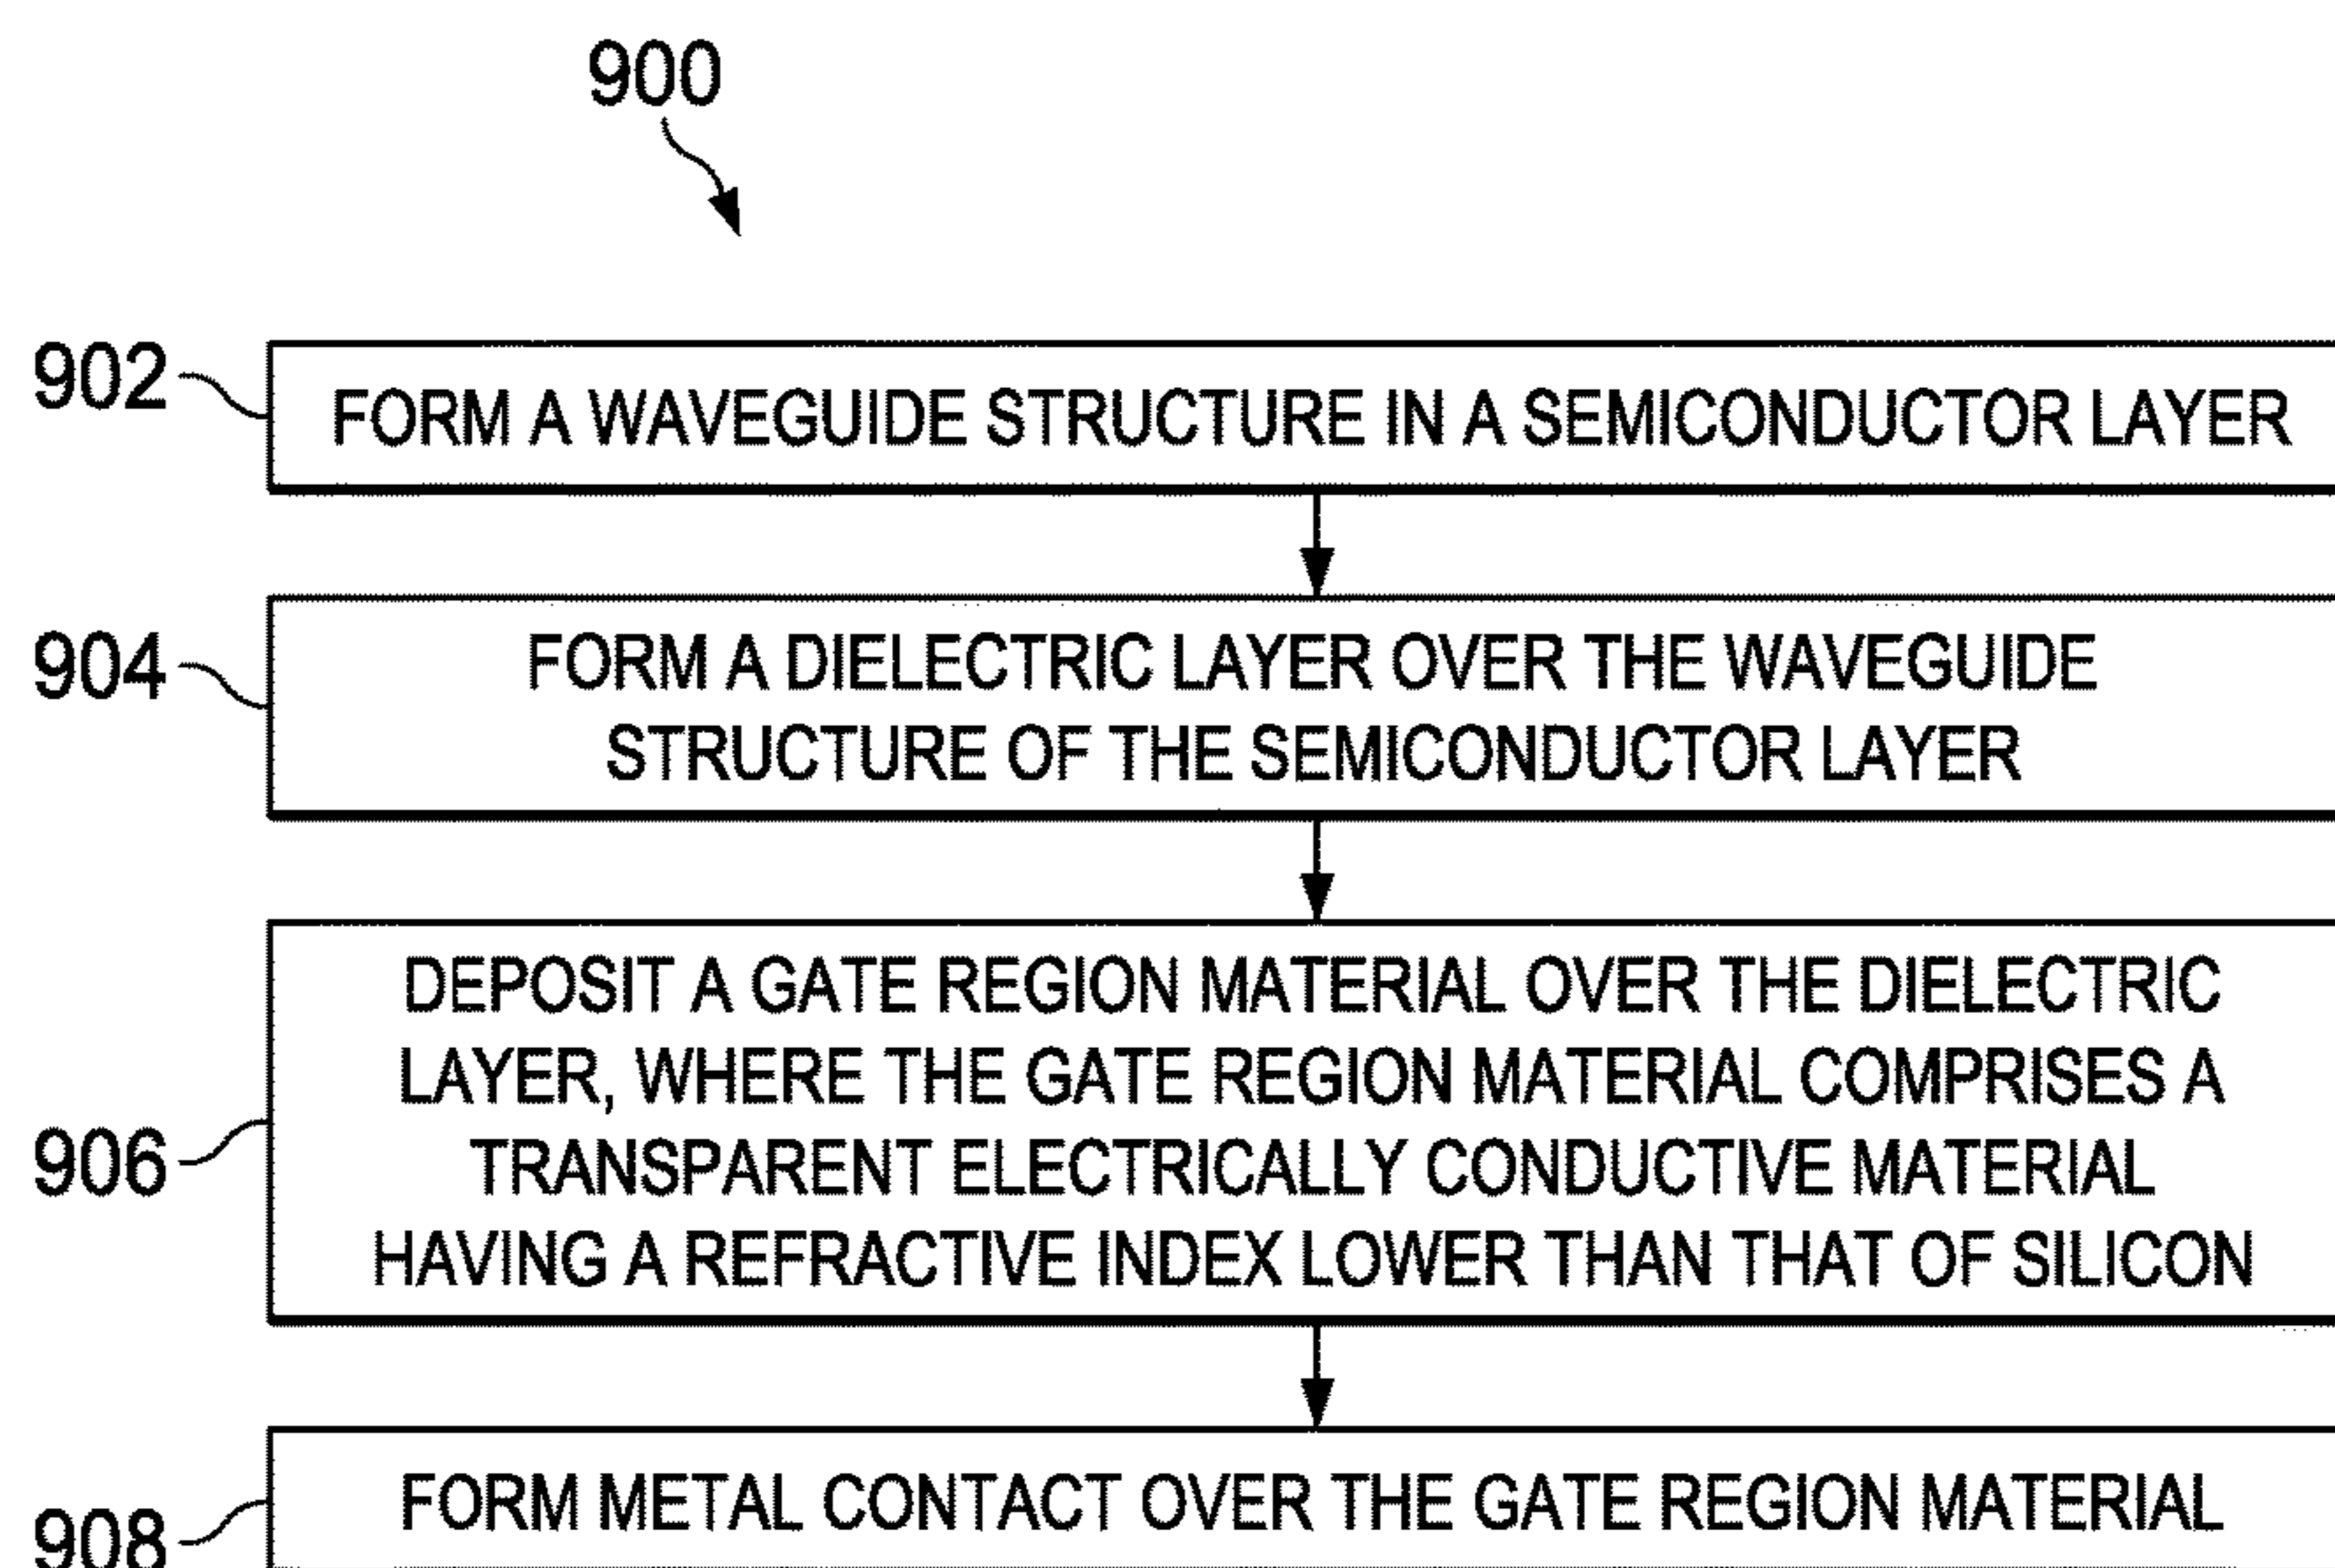 900
902
FORM A WAVEGUIDE STRUCTURE IN A SEMICONDUCTOR LAYER
904
FORM A DIELECTRIC LAYER OVER THE WAVEGUIDE
STRUCTURE OF THE SEMICONDUCTOR LAYER
906
DEPOSIT A GATE REGION MATERIAL OVER THE DIELECTRIC
LAYER, WHERE THE GATE REGION MATERIAL COMPRISES A
TRANSPARENT ELECTRICALLY CONDUCTIVE MATERIAL
HAVING A REFRACTIVE INDEX LOWER THAN THAT OF SILICON
908
FORM METAL CONTACT OVER THE GATE REGION MATERIAL